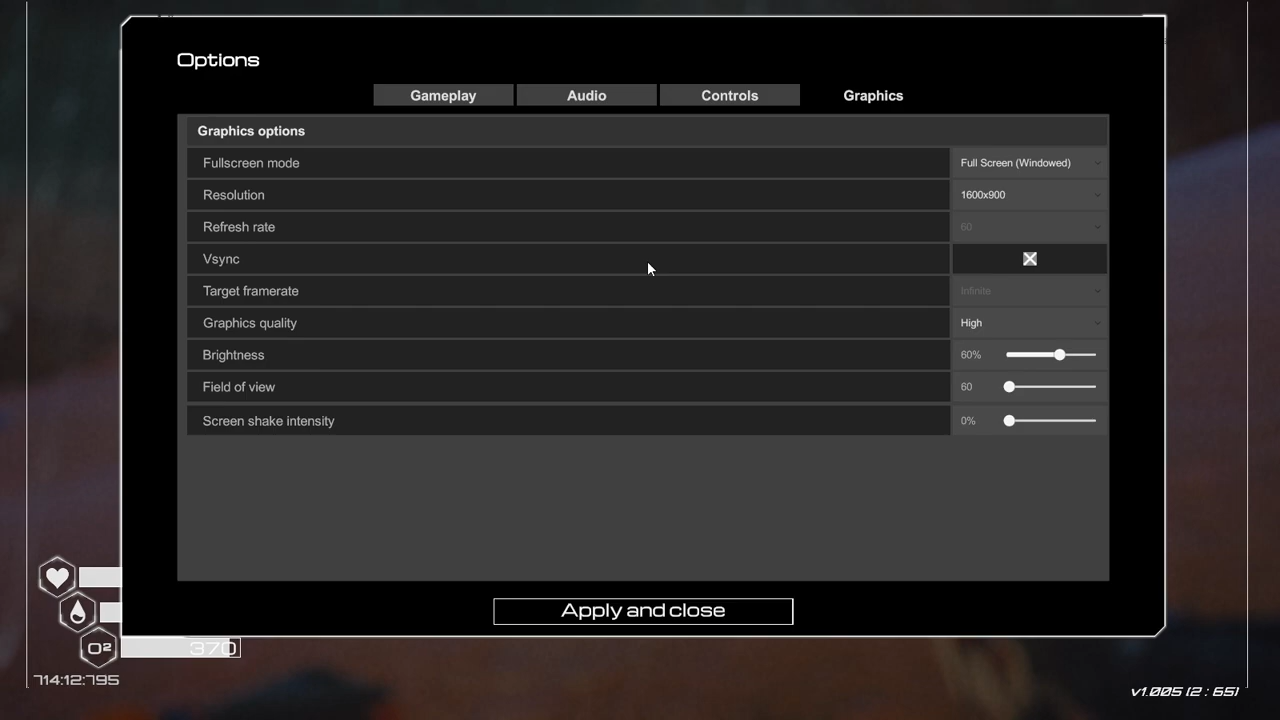 Options
Gameplay Audio Controls Graphics
Graphics options
Fullscreen mode Full Screen (Windowed)
Resolution 1600x900
Refresh rate 60
Vsync
Target framerate Infinite
Graphics quality High
Brightness 60%
Field of view 60
Screen shake intensity 0%
Apply and close
O2
370
714:12:795
v1.005 (2 : 65)